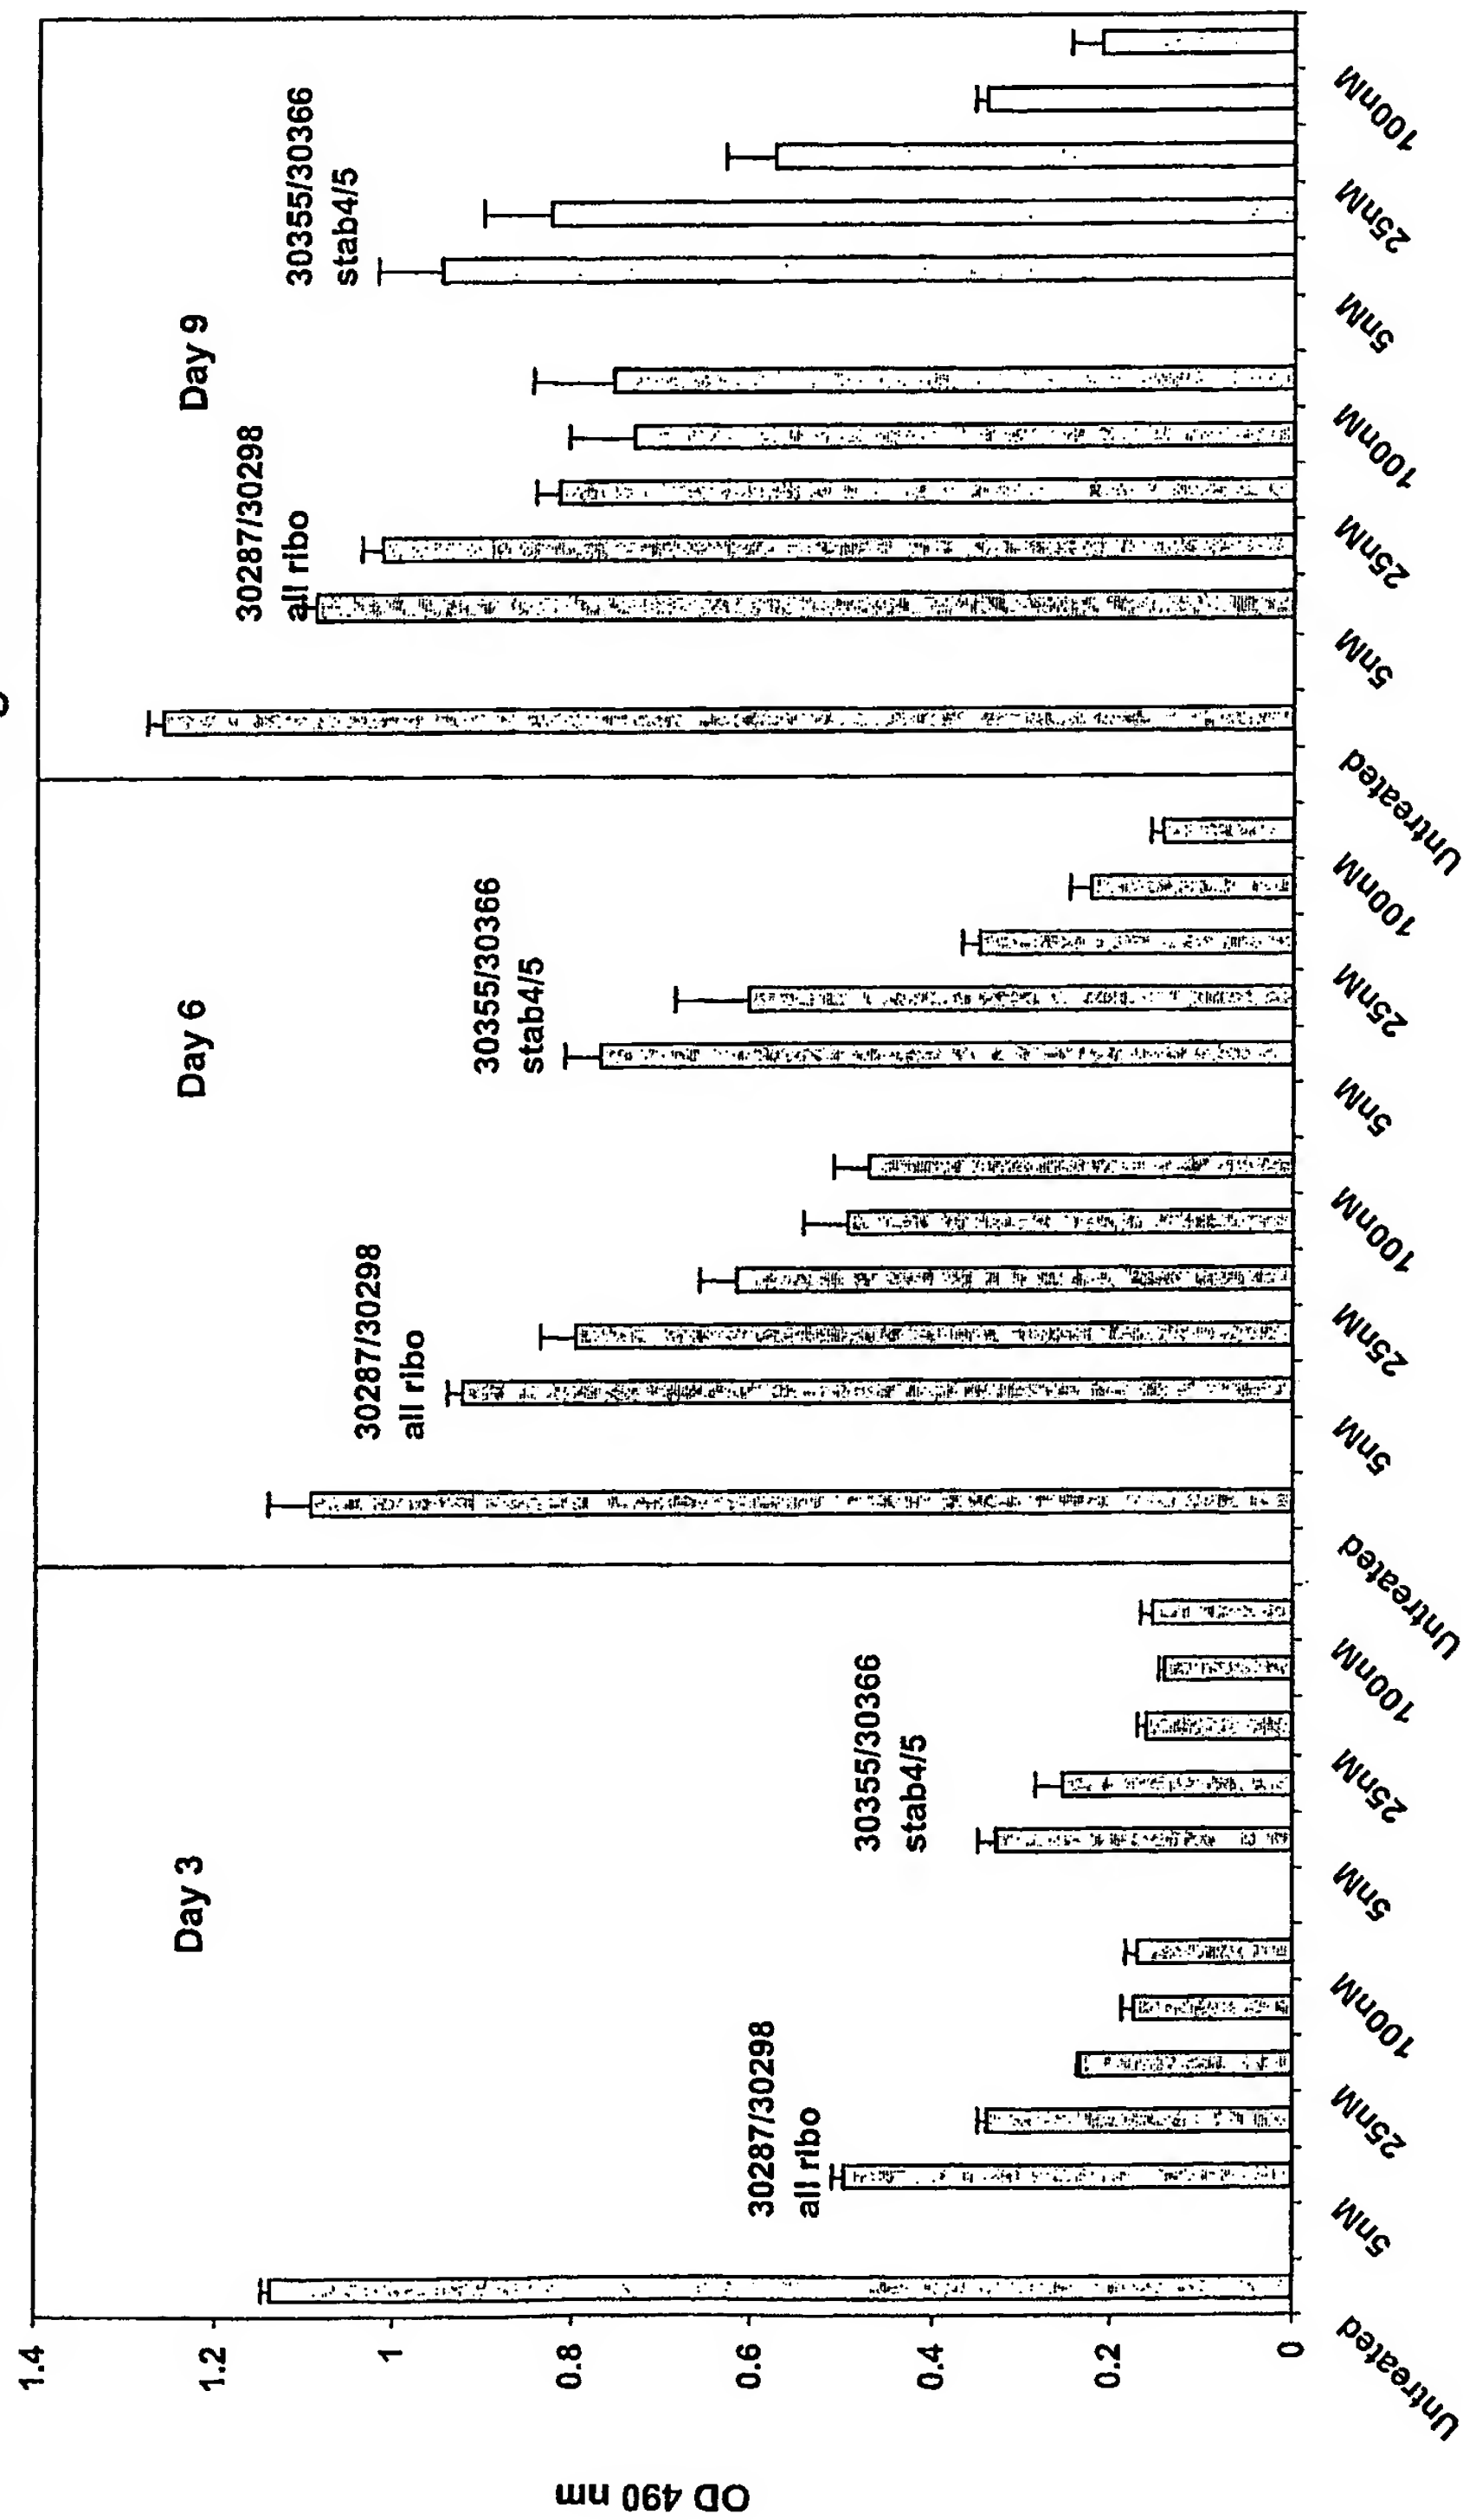 Day 3
Day 6
Day 9
30287/30298
all ribo
30355/30366
stab4/5
30287/30298
all ribo
30355/30366
stab4/5
30287/30298
all ribo
30355/30366
stab4/5
OD 490 nm
1.4
1.2
1
0.8
0.6
0.4
0.2
0
Untreated
5nM
25nM
100nM
5nM
25nM
100nM
Untreated
5nM
25nM
100nM
5nM
25nM
100nM
Untreated
5nM
25nM
100nM
5nM
25nM
100nM